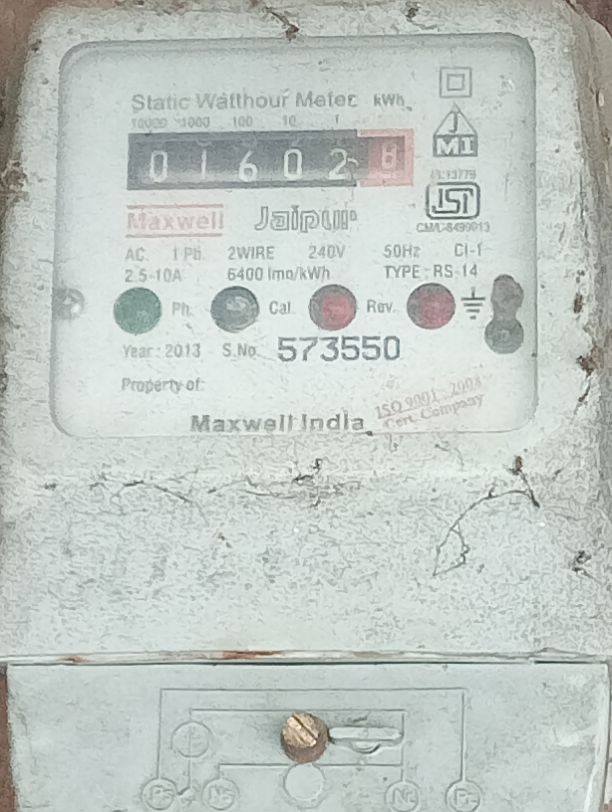 Static Watthour Meter kWh
10000 1000 100 10 1
0 1 6 0 2 8
J
MI
IS:13779
ISI
CM/L-8499013
Maxwell Jaipur
AC 1 Ph. 2WIRE 240V 50Hz Cl-1
2.5-10A 6400 Imp/kWh TYPE : RS-14
Ph. Cal. Rev.
Year : 2013 S.No. 573550
Property of:
Maxwell India
ISO 9001 : 2008
Cert. Company